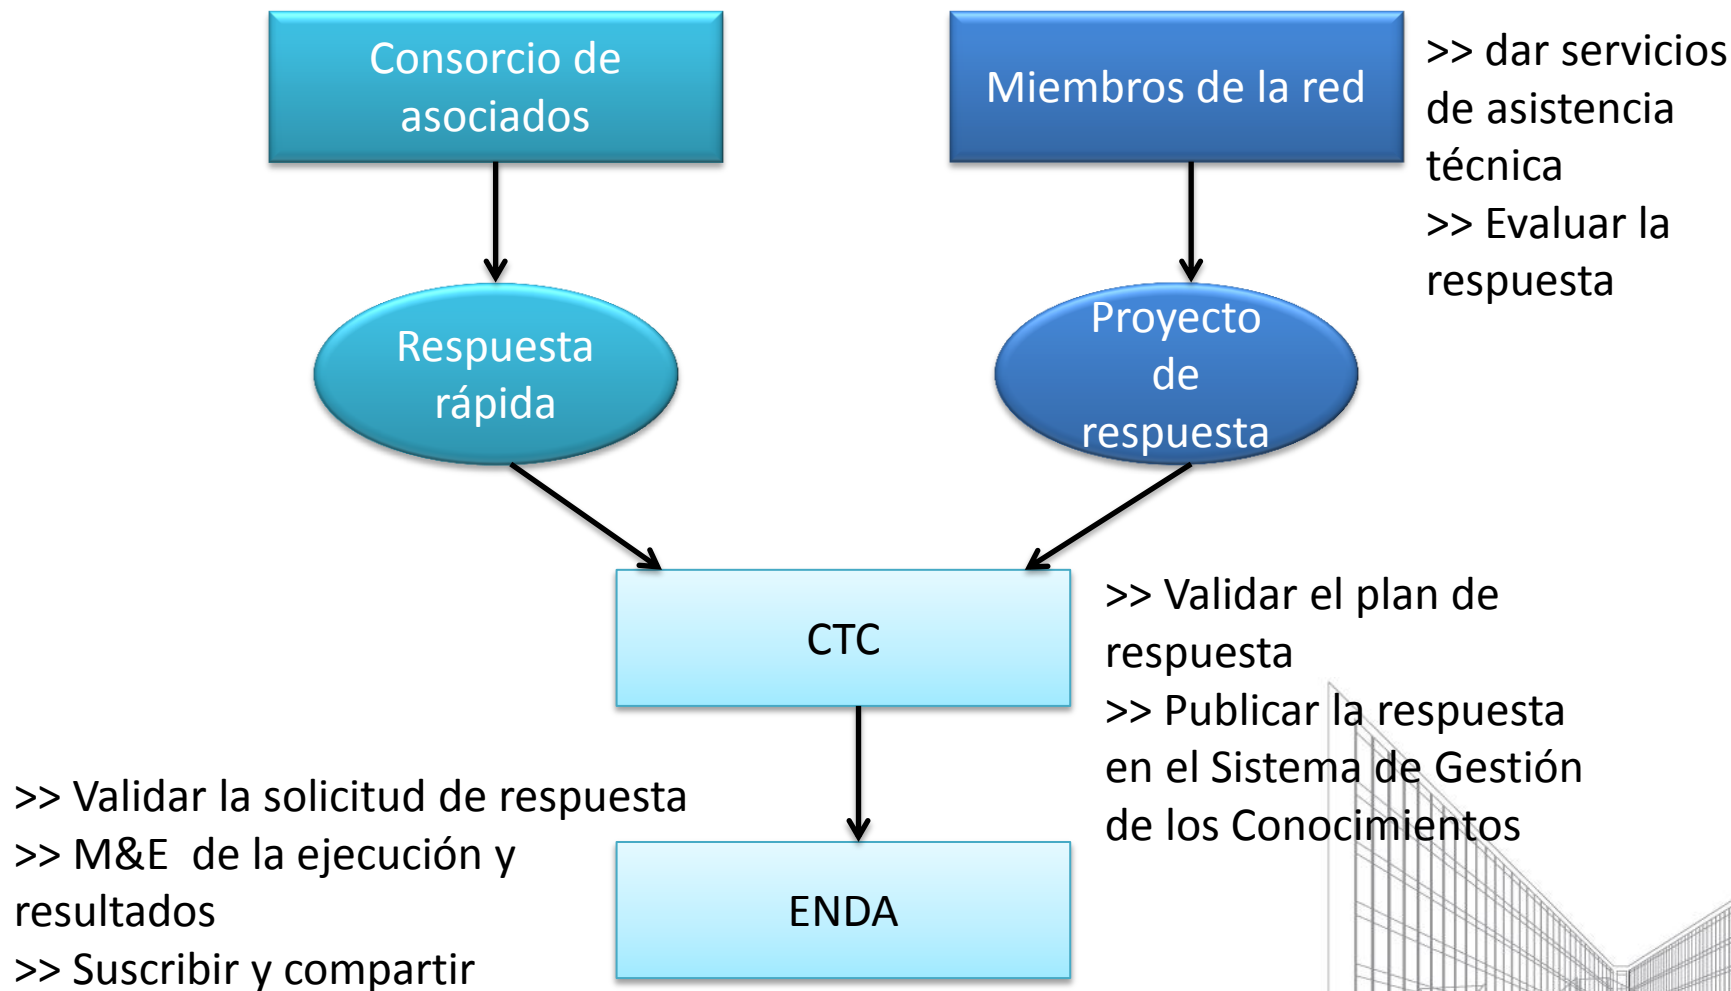 Consorcio de
asociados
Miembros de la red
>> dar servicios
de asistencia
técnica
>> Evaluar la
respuesta
Respuesta
rápida
Proyecto
de
respuesta
CTC
>> Validar el plan de
respuesta
>> Publicar la respuesta
en el Sistema de Gestión
de los Conocimientos
>> Validar la solicitud de respuesta
>> M&E  de la ejecución y
resultados
>> Suscribir y compartir
ENDA